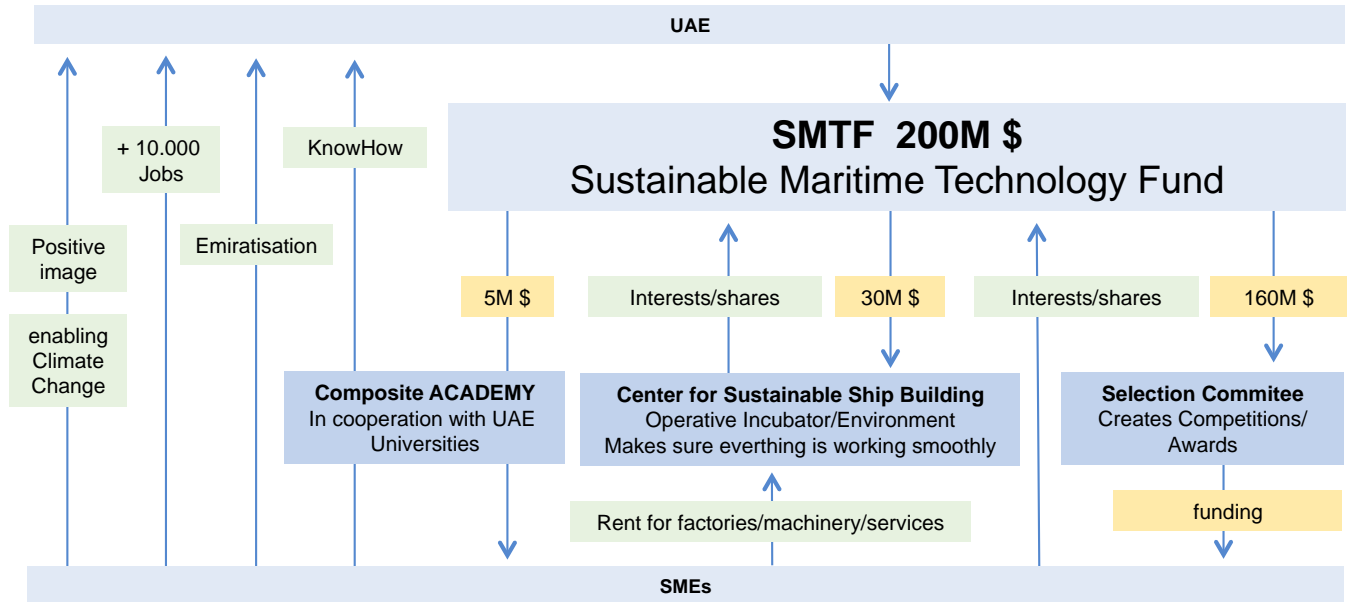 UAE
SMTF 200M $
Sustainable Maritime Technology Fund
+ 10.000
Jobs
KnowHow
Positive
image
Emiratisation
enabling
Climate
Change
5M $
Interests/shares
30M $
Interests/shares
160M $
Composite ACADEMY
In cooperation with UAE
Universities
Center for Sustainable Ship Building
Operative Incubator/Environment
Makes sure everthing is working smoothly
Selection Commitee
Creates Competitions/
Awards
Rent for factories/machinery/services
funding
SMEs